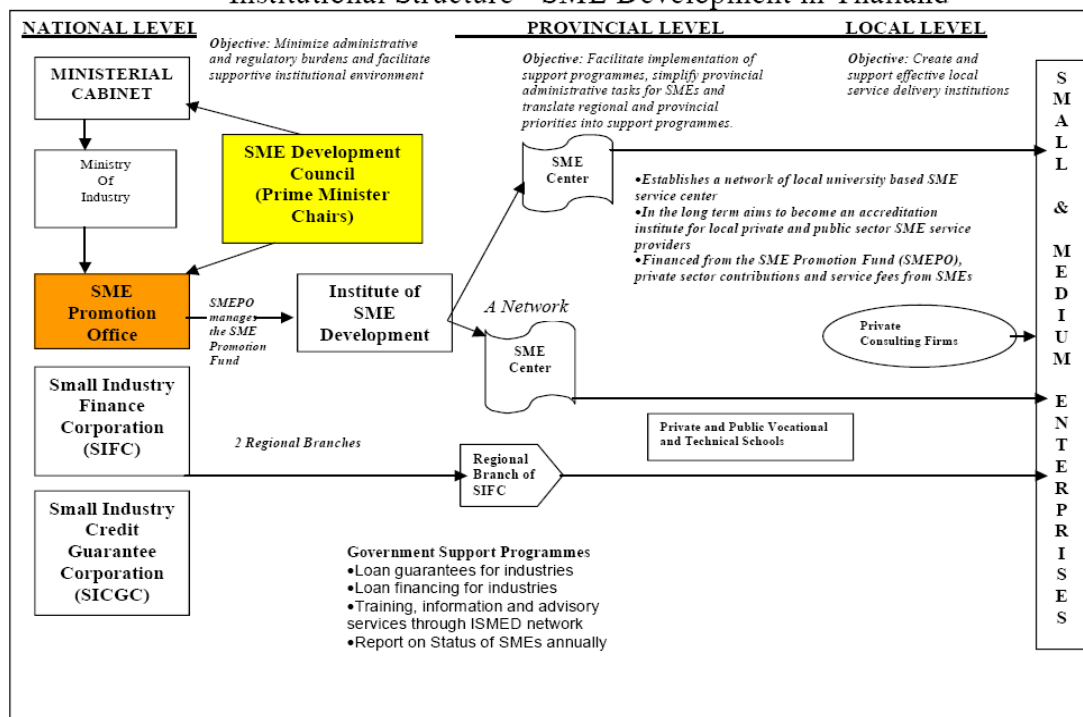 Institutional Structure - SME Development in Thailand
NATIONAL LEVEL
PROVINCIAL LEVEL
LOCAL LEVEL
Objective: Minimize administrative
and regulatory burdens and facilitate
supportive institutional environment
Objective: Facilitate implementation of
support programmes, simplify provincial
administrative tasks for SMEs and
translate regional and provincial
priorities into support programmes.
Objective: Create and
support effective local
service delivery institutions
MINISTERIAL
CABINET
Ministry
Of
Industry
SME Development
Council
(Prime Minister
Chairs)
SME
Promotion
Office
SMEPO
manages
the SME
Promotion
Fund
Institute of
SME
Development
SME
Center
•Establishes a network of local university based SME
service center
•In the long term aims to become an accreditation
institute for local private and public sector SME service
providers
•Financed from the SME Promotion Fund (SMEPO),
private sector contributions and service fees from SMEs
A Network
SME
Center
Private
Consulting Firms
Small Industry
Finance
Corporation
(SIFC)
2 Regional Branches
Regional
Branch of
SIFC
Private and Public Vocational
and Technical Schools
Small Industry
Credit
Guarantee
Corporation
(SICGC)
Government Support Programmes
•Loan guarantees for industries
•Loan financing for industries
•Training, information and advisory
services through ISMED network
•Report on Status of SMEs annually
S
M
A
L
L
&
M
E
D
I
U
M
E
N
T
E
R
P
R
I
S
E
S